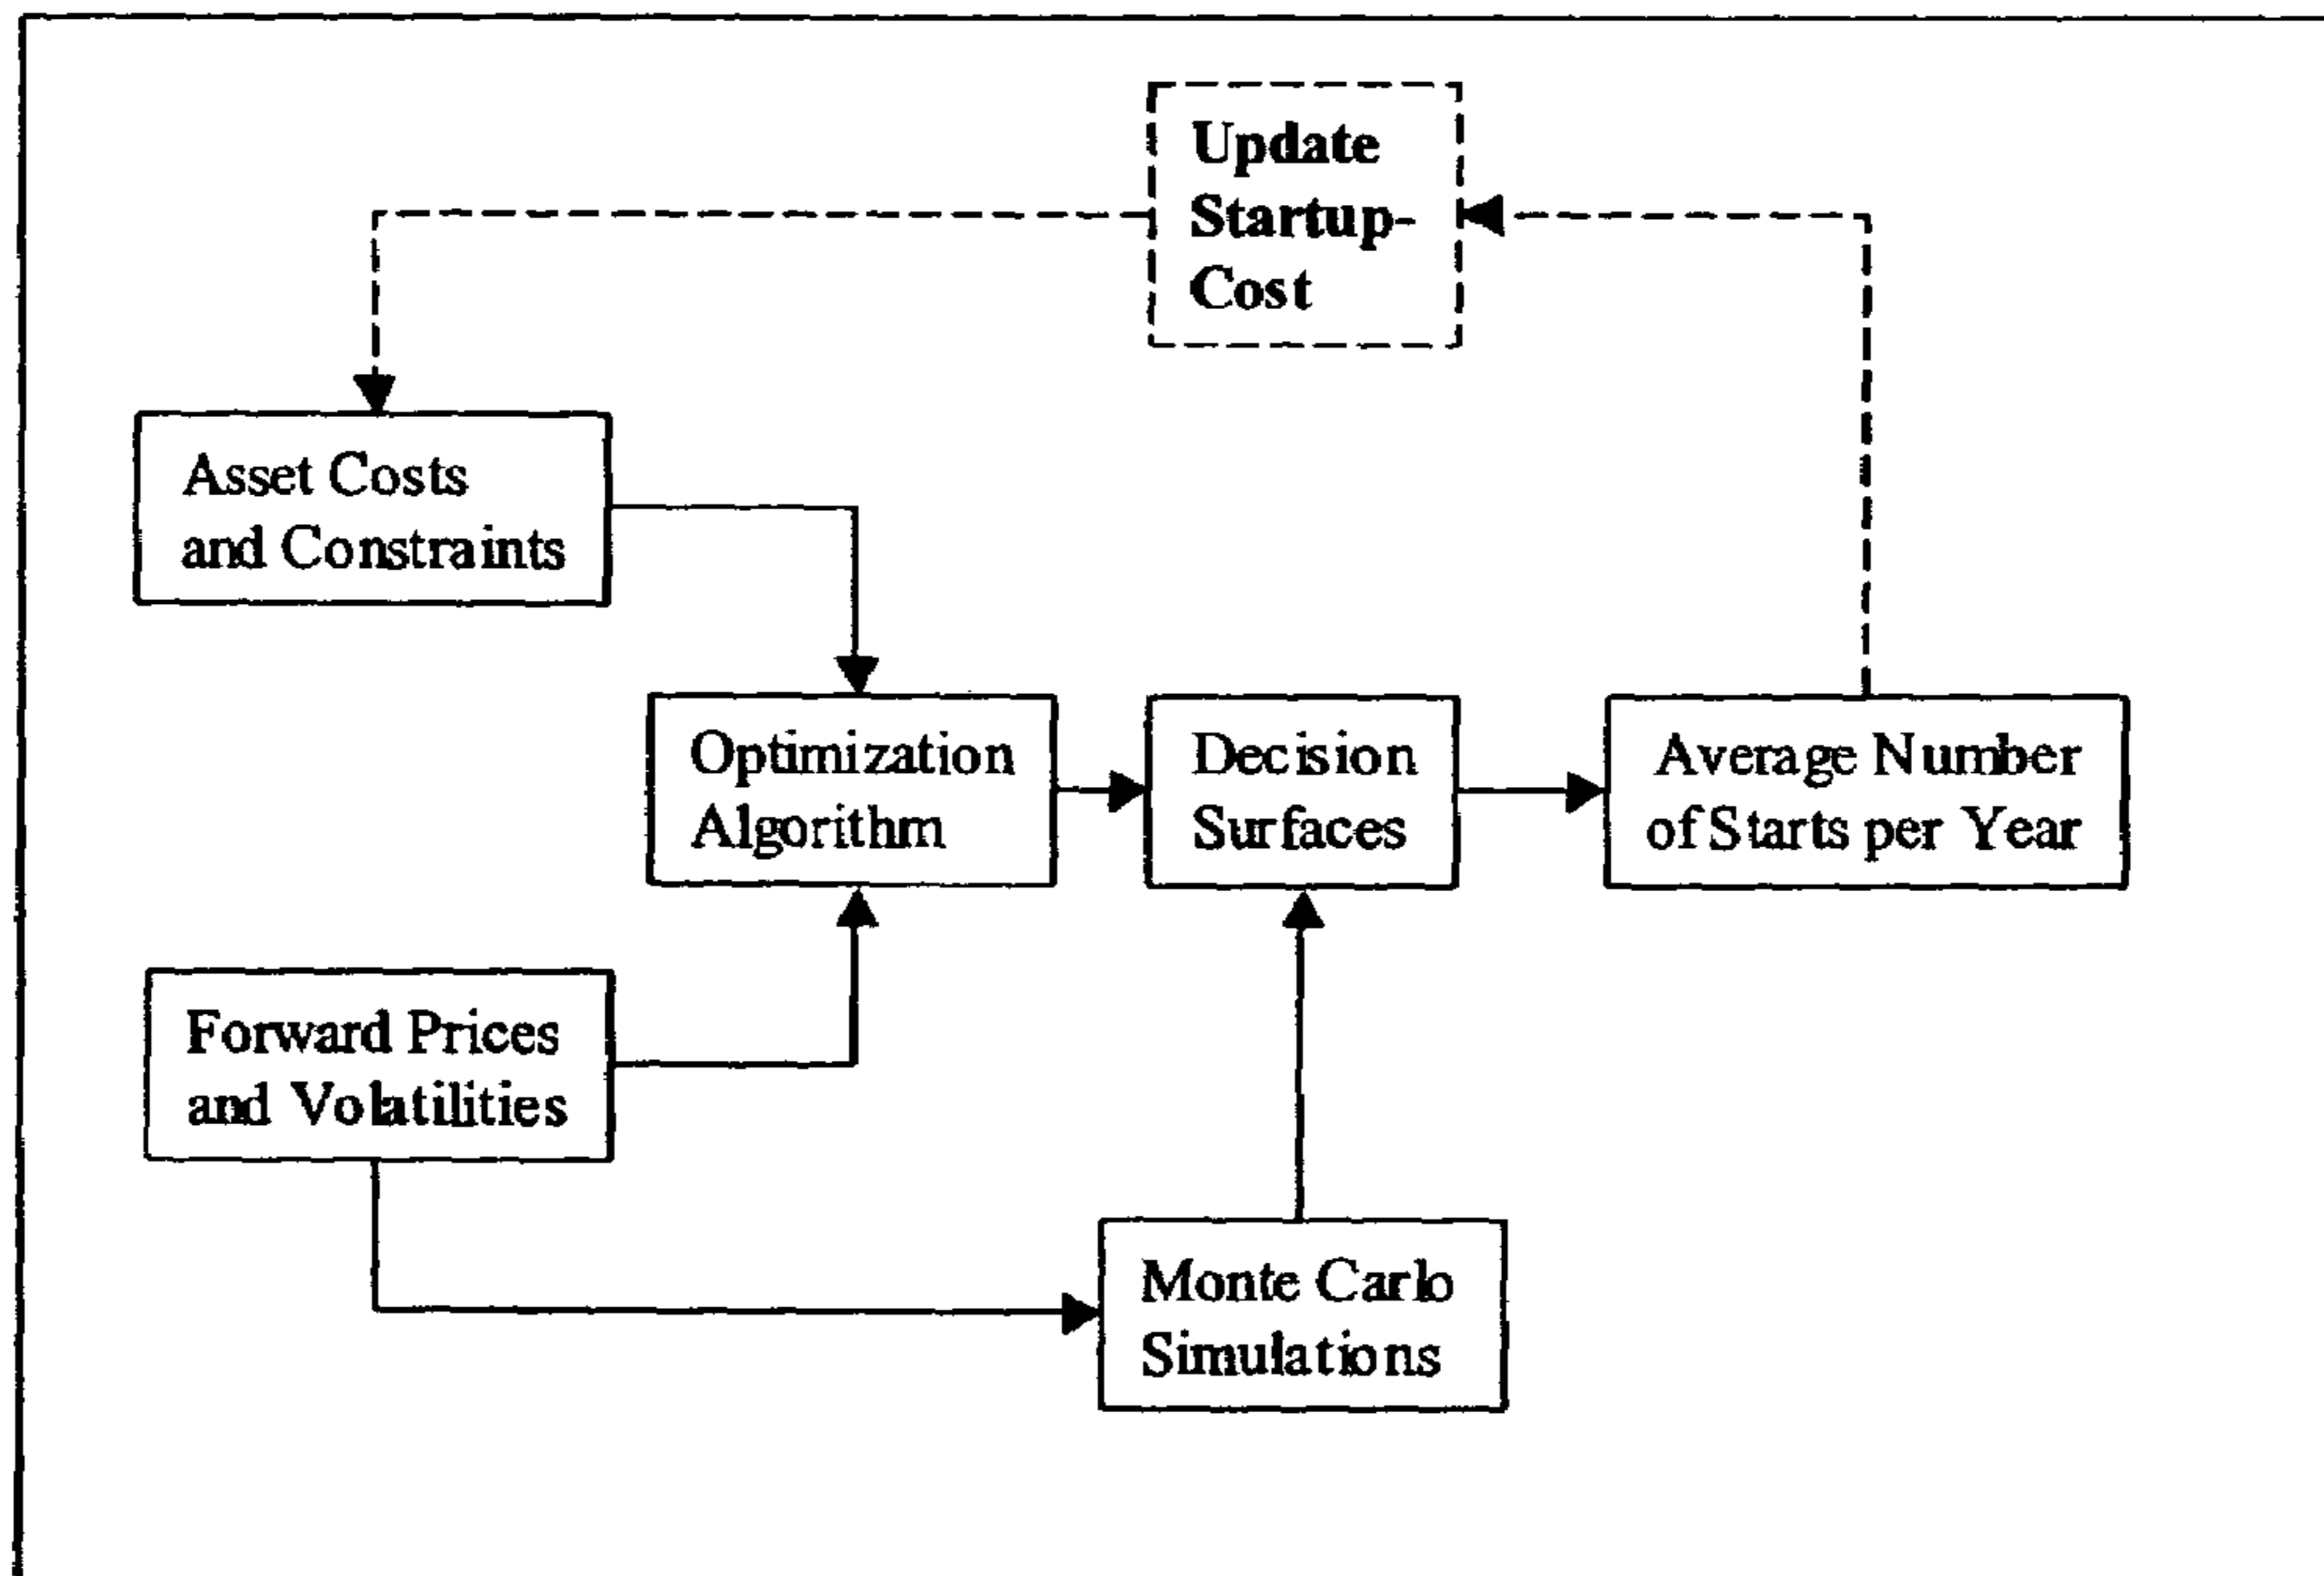 Update
Startup-
Cost
Asset Costs
and Constraints
Optimization
Algorithm
Decision
Surfaces
Average Number
of Starts per Year
Forward Prices
and Volatilities
Monte Carlo
Simulations